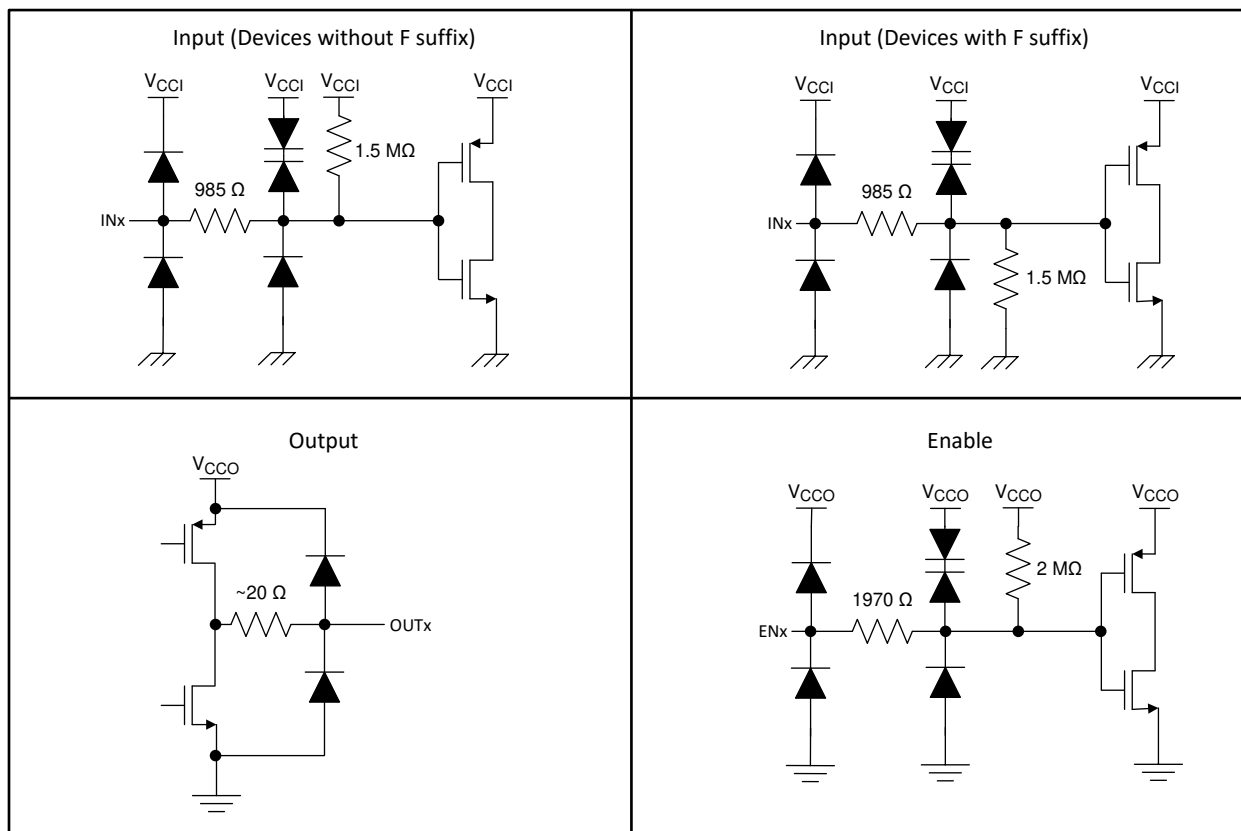 Input (Devices without F suffix)
VCCI
VCCI
VCCI
VCCI
1.5 MΩ
985 Ω
INx
Input (Devices with F suffix)
VCCI
VCCI
VCCI
985 Ω
INx
1.5 MΩ
Output
VCCO
~20 Ω
OUTx
Enable
VCCO
VCCO
VCCO
VCCO
2 MΩ
1970 Ω
ENx